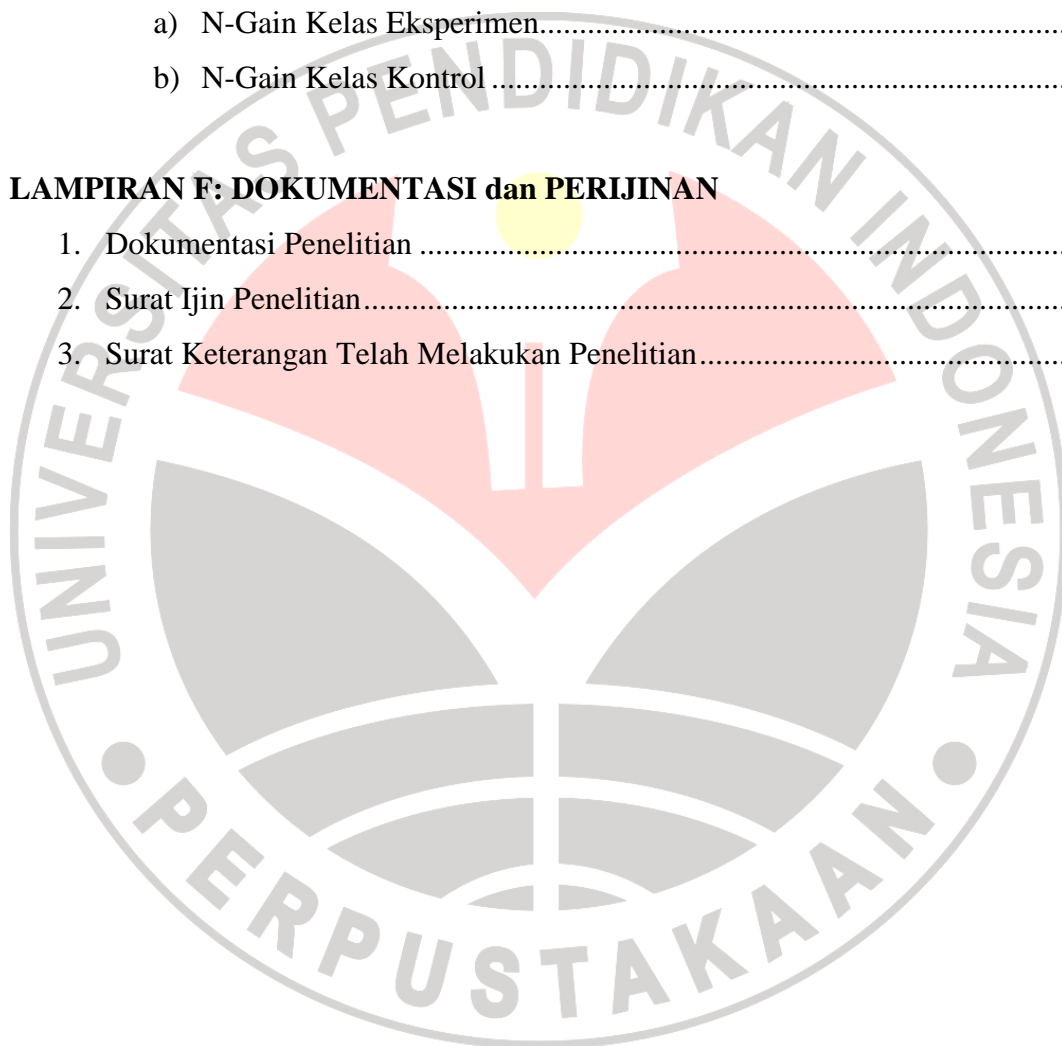 a) N-Gain Kelas Eksperimen........................................................................
b) N-Gain Kelas Kontrol ..............................................................................
LAMPIRAN F: DOKUMENTASI dan PERIJINAN
1. Dokumentasi Penelitian .......................................................................................
2. Surat Ijin Penelitian..............................................................................................
3. Surat Keterangan Telah Melakukan Penelitian....................................................
UNIVERSITAS PENDIDIKAN INDONESIA
PERPUSTAKAAN